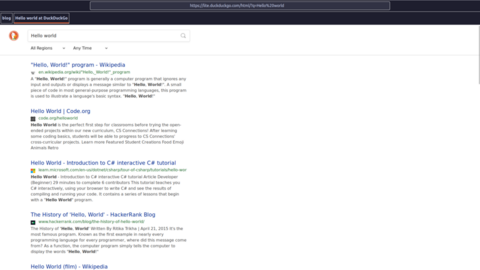 https://lite.duckduckgo.com/html/?q=Hello%20world
blog
Hello world at DuckDuckGo
Hello world
All Regions
Any Time
"Hello, World!" program - Wikipedia
en.wikipedia.org/wiki/"Hello,_World!"_program
A "Hello, World!" program is generally a computer program that ignores
any input and outputs or displays a message similar to "Hello, World!". A small
piece of code in most general-purpose programming languages, this program
is used to illustrate a language's basic syntax. "Hello, World!"
Hello World | Code.org
code.org/helloworld
Hello World is the perfect first step for classrooms before trying the open
ended projects within our new curriculum, CS Connections! After learning
some coding basics, students will be able to progress to CS Connections!
cross-curricular projects. Learn more Featured Student Creations Food Emoji
Animals Retro
Hello World - Introduction to C# interactive C# tutorial
learn.microsoft.com/en-us/dotnet/csharp/tour-of-csharp/tutorials/hello-wor
Hello World - Introduction to C# interactive C# tutorial Article Developer
(Beginner) 26 minutes to complete 6 contributors This tutorial teaches you
C# interactively, using your browser to write C# and see the results of
compiling and running your code. It contains a series of lessons that begin
with a "Hello World" program.
The History of 'Hello, World' - HackerRank Blog
www.hackerrank.com/blog/the-history-of-hello-world/
The History of 'Hello, World' Written By Ritika Trikha | April 21, 2015 It's the
most famous program. Known as the first example in nearly every
programming language for every programmer, where did this message come
from? As a function, the computer program simply tells the computer to
display the words "Hello, World!"
Hello World (film) - Wikipedia